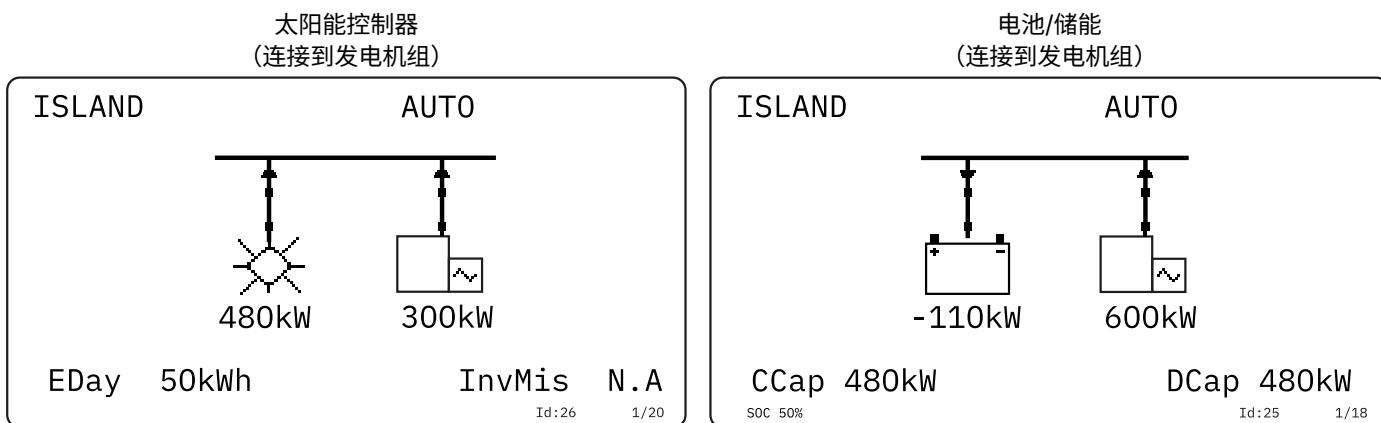 太阳能控制器
（连接到发电机组）
ISLAND AUTO
480kW 300kW
EDay 50kWh InvMis N.A
Id:26 1/20
电池/储能
（连接到发电机组）
ISLAND AUTO
+ -
-110kW 600kW
CCap 480kW DCap 480kW
SOC 50% Id:25 1/18